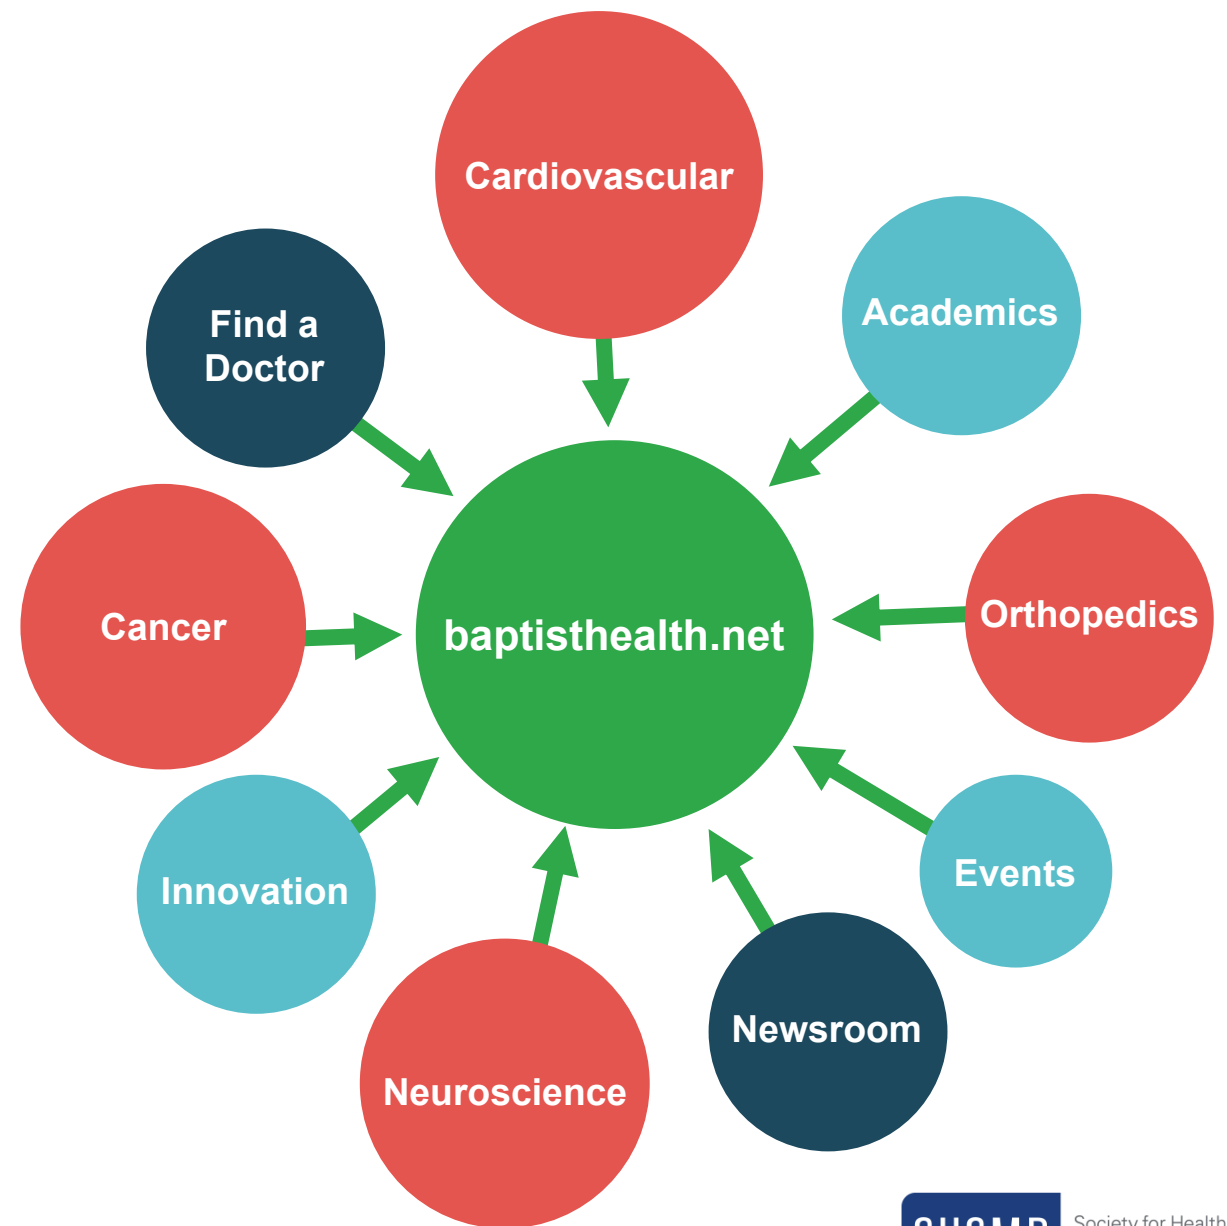 Cardiovascular
Academics
Find a
Doctor
Orthopedics
Cancer
baptisthealth.net
Events
Innovation
Newsroom
Neuroscience
Society for Health